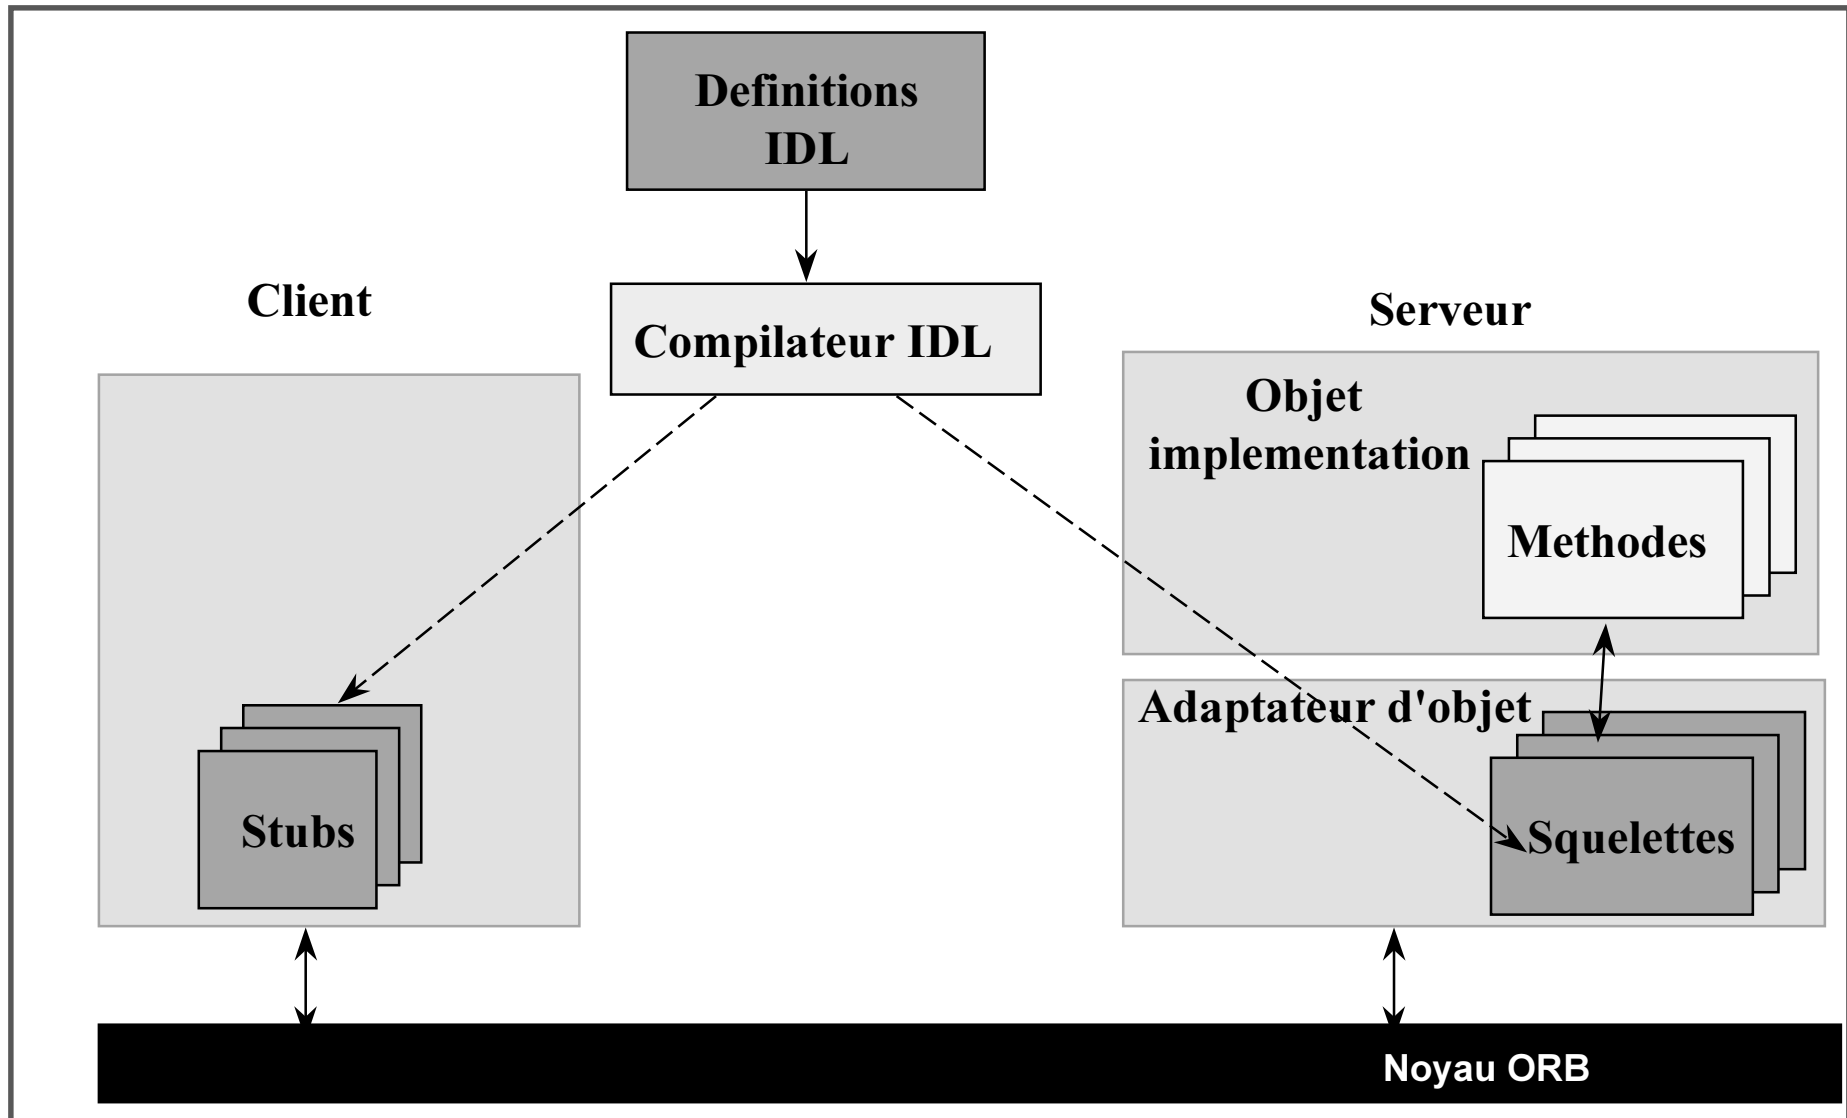 Definitions
IDL
Client
Compilateur IDL
Serveur
Objet
implementation
Methodes
Adaptateur d'objet
Stubs
Squelettes
Noyau ORB